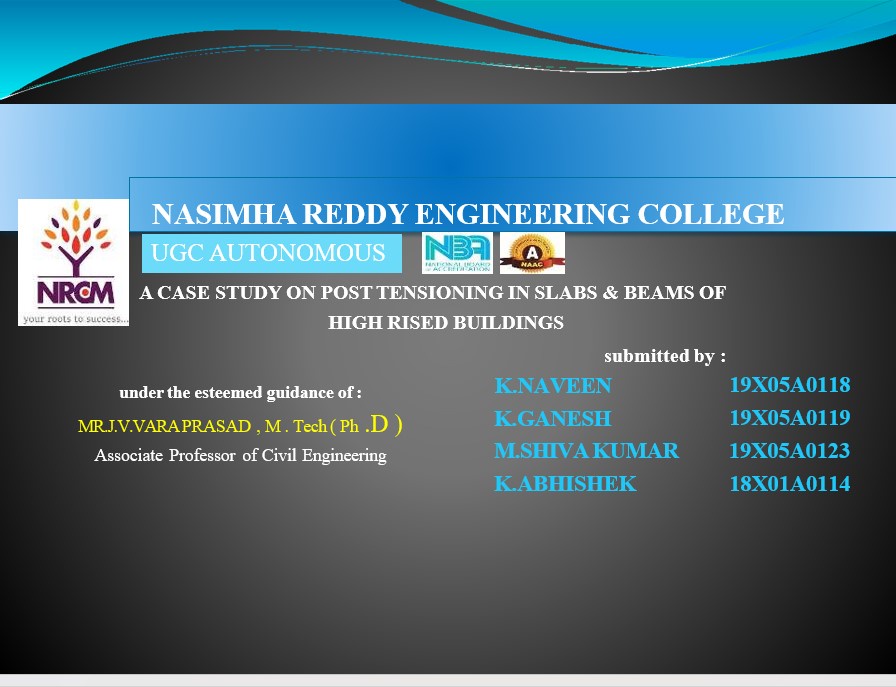 NASIMHA REDDY ENGINEERING COLLEGE
UGC AUTONOMOUS
NBA
NATIONAL BOARD
of ACCREDITATION
A
NAAC
NRCM
your roots to success...
A CASE STUDY ON POST TENSIONING IN SLABS & BEAMS OF
HIGH RISED BUILDINGS
submitted by :
under the esteemed guidance of :
MR.J.V.VARA PRASAD , M . Tech ( Ph .D )
Associate Professor of Civil Engineering
K.NAVEEN 19X05A0118
K.GANESH 19X05A0119
M.SHIVA KUMAR 19X05A0123
K.ABHISHEK 18X01A0114